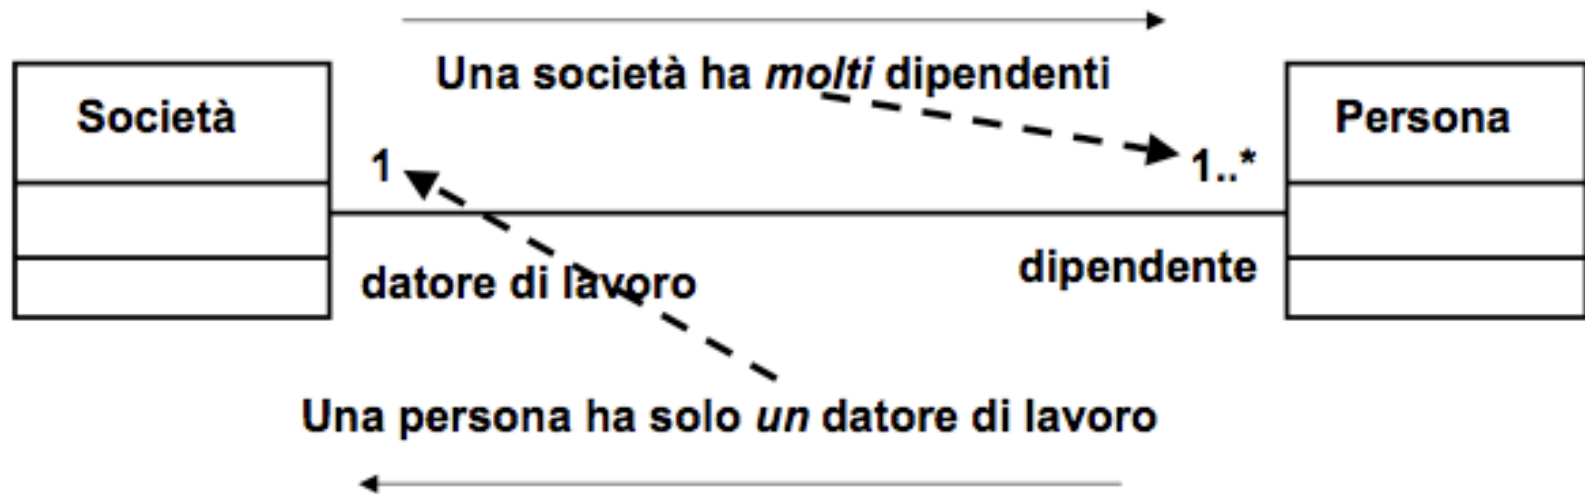 Una società ha molti dipendenti
Società
Persona
1
1..*
datore di lavoro
dipendente
Una persona ha solo un datore di lavoro